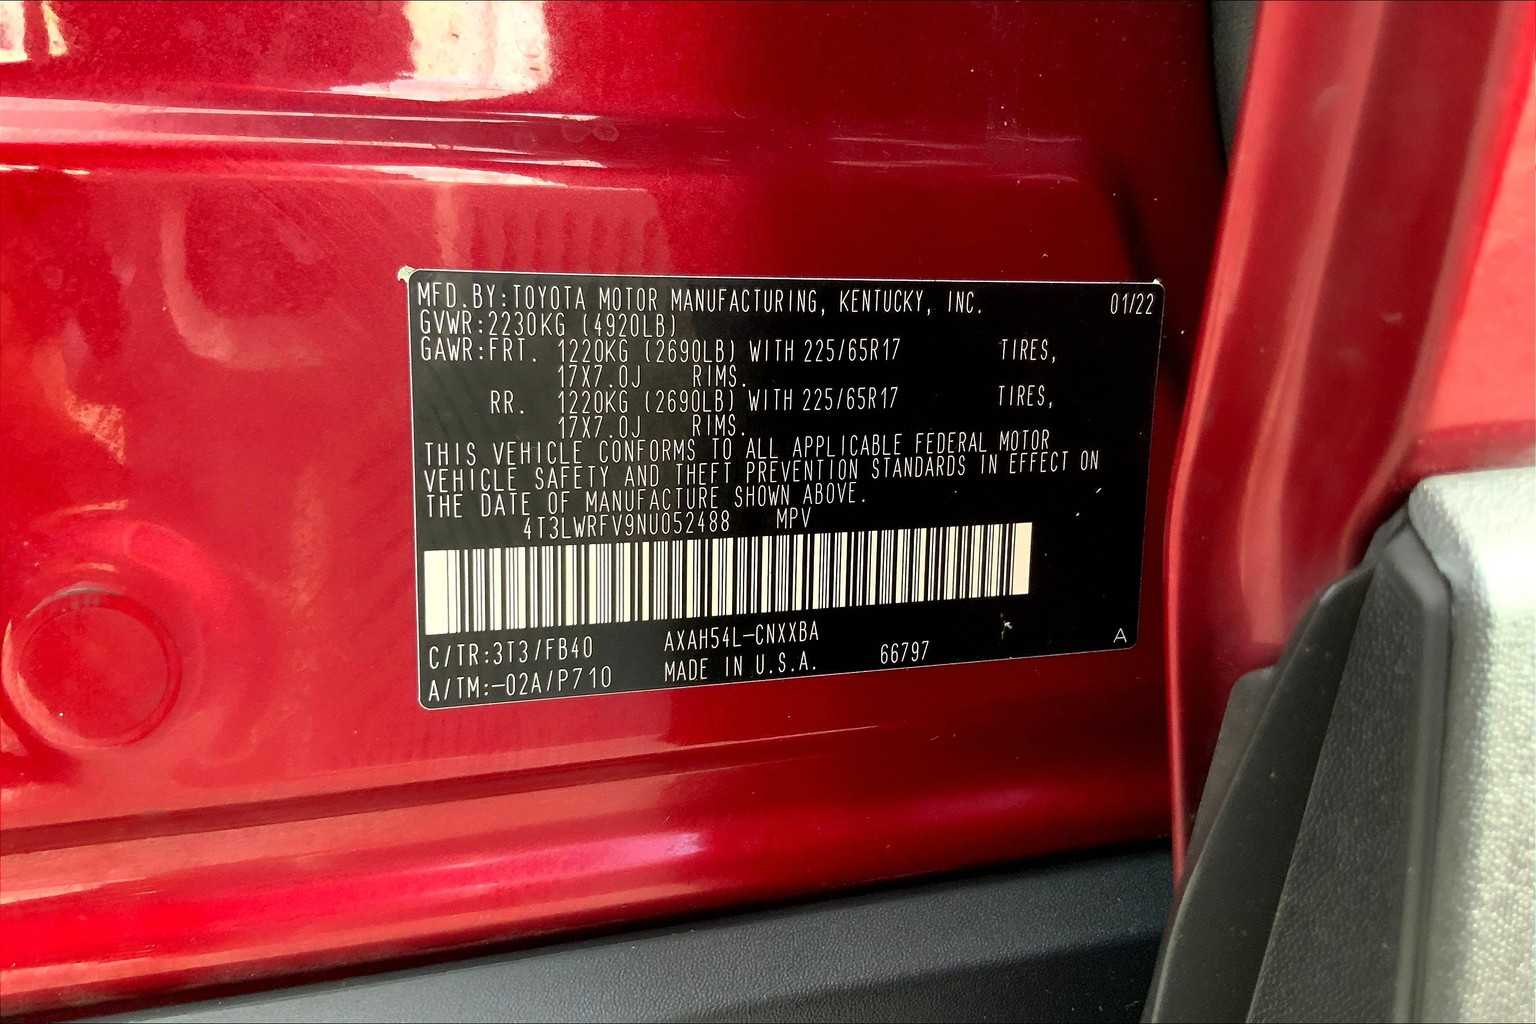 MFD.BY:TOYOTA MOTOR MANUFACTURING, KENTUCKY, INC. 01/22
GVWR:2230KG (4920LB)
GAWR:FRT. 1220KG (2690LB) WITH 225/65R17 TIRES,
17X7.0J RIMS.
RR. 1220KG (2690LB) WITH 225/65R17 TIRES,
17X7.0J RIMS.
THIS VEHICLE CONFORMS TO ALL APPLICABLE FEDERAL MOTOR
VEHICLE SAFETY AND THEFT PREVENTION STANDARDS IN EFFECT ON
THE DATE OF MANUFACTURE SHOWN ABOVE.
4T3LWRFV9NU052488 MPV
C/TR:3T3/FB40 AXAH54L-CNXXBA
A/TM:-02A/P710 MADE IN U.S.A. 66797 A